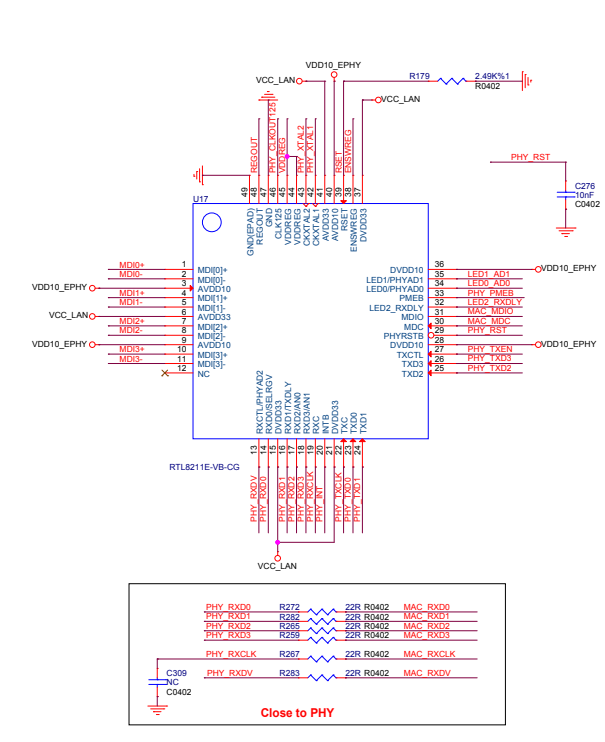 VDD10_EPHY
VCC_LAN
R179
2.49K%1
R0402
VCC_LAN
REGOUT
PHY_CLKOUT125
VDDREG
PHY_XTAL2
PHY_XTAL1
RSET
ENSWREG
PHY_RST
C276
10nF
C0402
49
48
47
46
45
44
43
42
41
40
39
38
37
U17
GND(EPAD)
REGOUT
GND
CLK125
VDDREG
VDDREG
CKXTAL2
CKXTAL1
AVDD33
AVDD10
RSET
ENSWREG
DVDD33
MDI0+ 1 MDI[0]+
MDI0- 2 MDI[0]-
VDD10_EPHY 3 AVDD10
MDI1+ 4 MDI[1]+
MDI1- 5 MDI[1]-
VCC_LAN 6 AVDD33
MDI2+ 7 MDI[2]+
MDI2- 8 MDI[2]-
VDD10_EPHY 9 AVDD10
MDI3+ 10 MDI[3]+
MDI3- 11 MDI[3]-
12 NC
DVDD10 36 VDD10_EPHY
LED1/PHYAD1 35 LED1_AD1
LED0/PHYAD0 34 LED0_AD0
PMEB 33 PHY_PMEB
LED2_RXDLY 32 LED2_RXDLY
MDIO 31 MAC_MDIO
MDC 30 MAC_MDC
PHYRSTB 29 PHY_RST
DVDD10 28 VDD10_EPHY
TXCTL 27 PHY_TXEN
TXD3 26 PHY_TXD3
TXD2 25 PHY_TXD2
RXCTL/PHYAD2
RXD0/SELRGV
DVDD33
RXD1/TXDLY
RXD2/AN0
RXD3/AN1
RXC
INTB
DVDD33
TXC
TXD0
TXD1
13
14
15
16
17
18
19
20
21
22
23
24
RTL8211E-VB-CG
PHY_RXDV
PHY_RXD0
PHY_RXD1
PHY_RXD2
PHY_RXD3
PHY_RXCLK
PHY_INT
PHY_TXCLK
PHY_TXD0
PHY_TXD1
VCC_LAN
PHY_RXD0 R272 22R R0402 MAC_RXD0
PHY_RXD1 R282 22R R0402 MAC_RXD1
PHY_RXD2 R265 22R R0402 MAC_RXD2
PHY_RXD3 R259 22R R0402 MAC_RXD3
PHY_RXCLK R267 22R R0402 MAC_RXCLK
C309
NC
C0402
PHY_RXDV R283 22R R0402 MAC_RXDV
Close to PHY